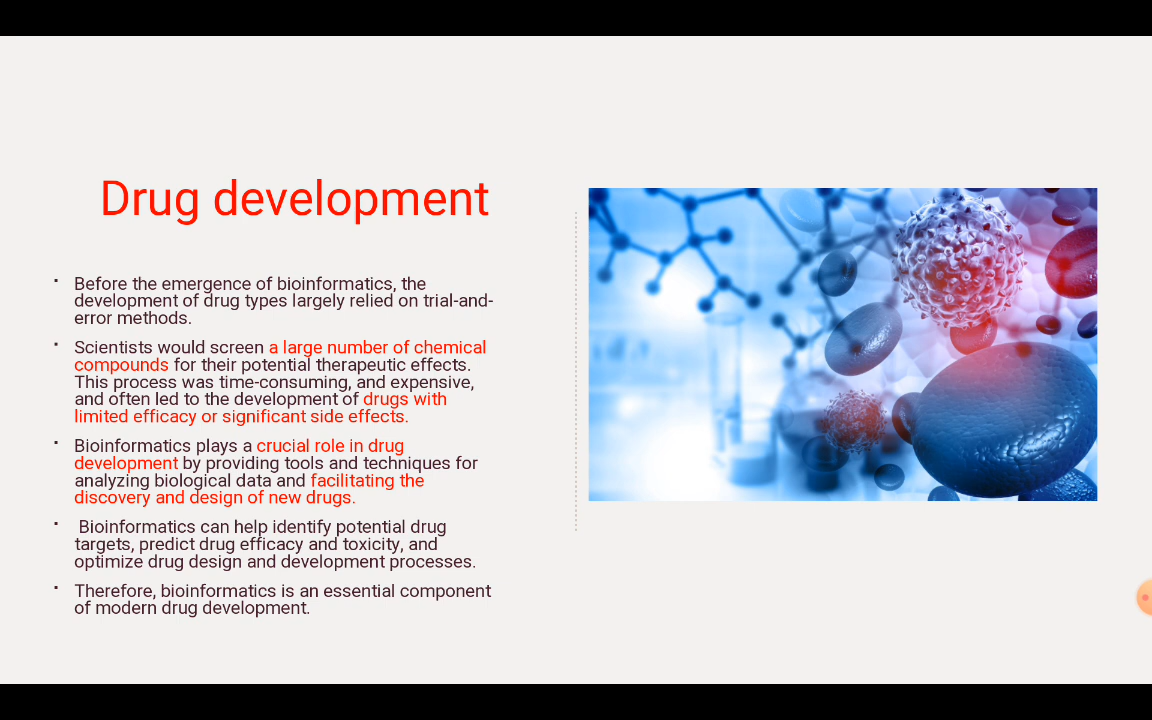 Drug development
Before the emergence of bioinformatics, the
development of drug types largely relied on trial-and-
error methods.
Scientists would screen a large number of chemical
compounds for their potential therapeutic effects.
This process was time-consuming, and expensive,
and often led to the development of drugs with
limited efficacy or significant side effects.
Bioinformatics plays a crucial role in drug
development by providing tools and techniques for
analyzing biological data and facilitating the
discovery and design of new drugs.
Bioinformatics can help identify potential drug
targets, predict drug efficacy and toxicity, and
optimize drug design and development processes.
Therefore, bioinformatics is an essential component
of modern drug development.